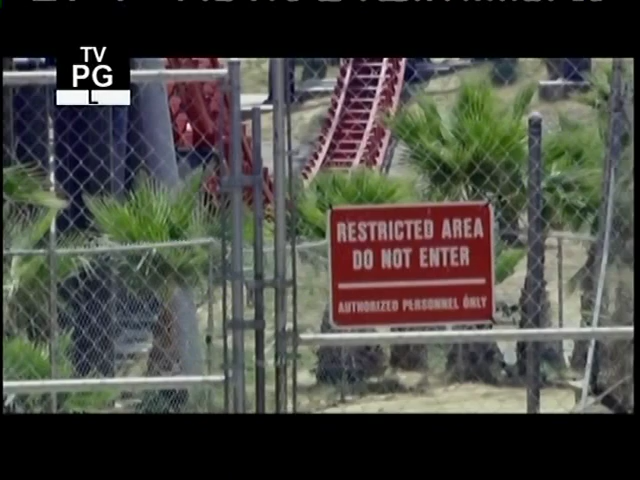 TV
PG
L
RESTRICTED AREA
DO NOT ENTER
AUTHORIZED PERSONNEL ONLY